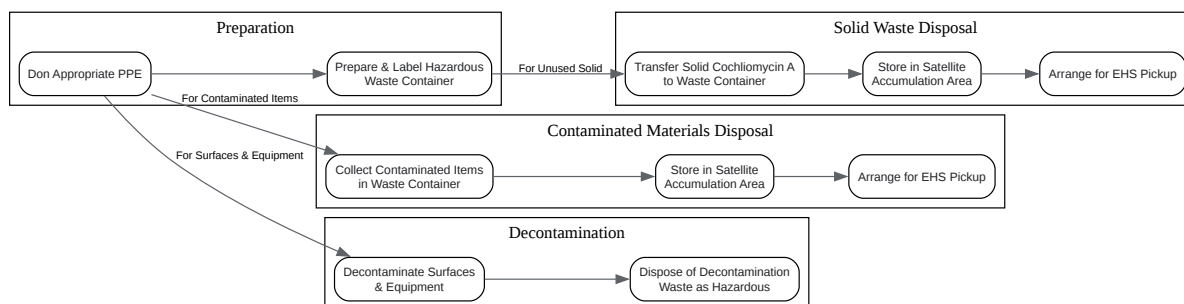 Preparation
Don Appropriate PPE
Prepare & Label Hazardous
Waste Container
For Unused Solid
Solid Waste Disposal
Transfer Solid Cochliomycin A
to Waste Container
Store in Satellite
Accumulation Area
Arrange for EHS Pickup
For Contaminated Items
Contaminated Materials Disposal
Collect Contaminated Items
in Waste Container
Store in Satellite
Accumulation Area
Arrange for EHS Pickup
For Surfaces & Equipment
Decontamination
Decontaminate Surfaces
& Equipment
Dispose of Decontamination
Waste as Hazardous